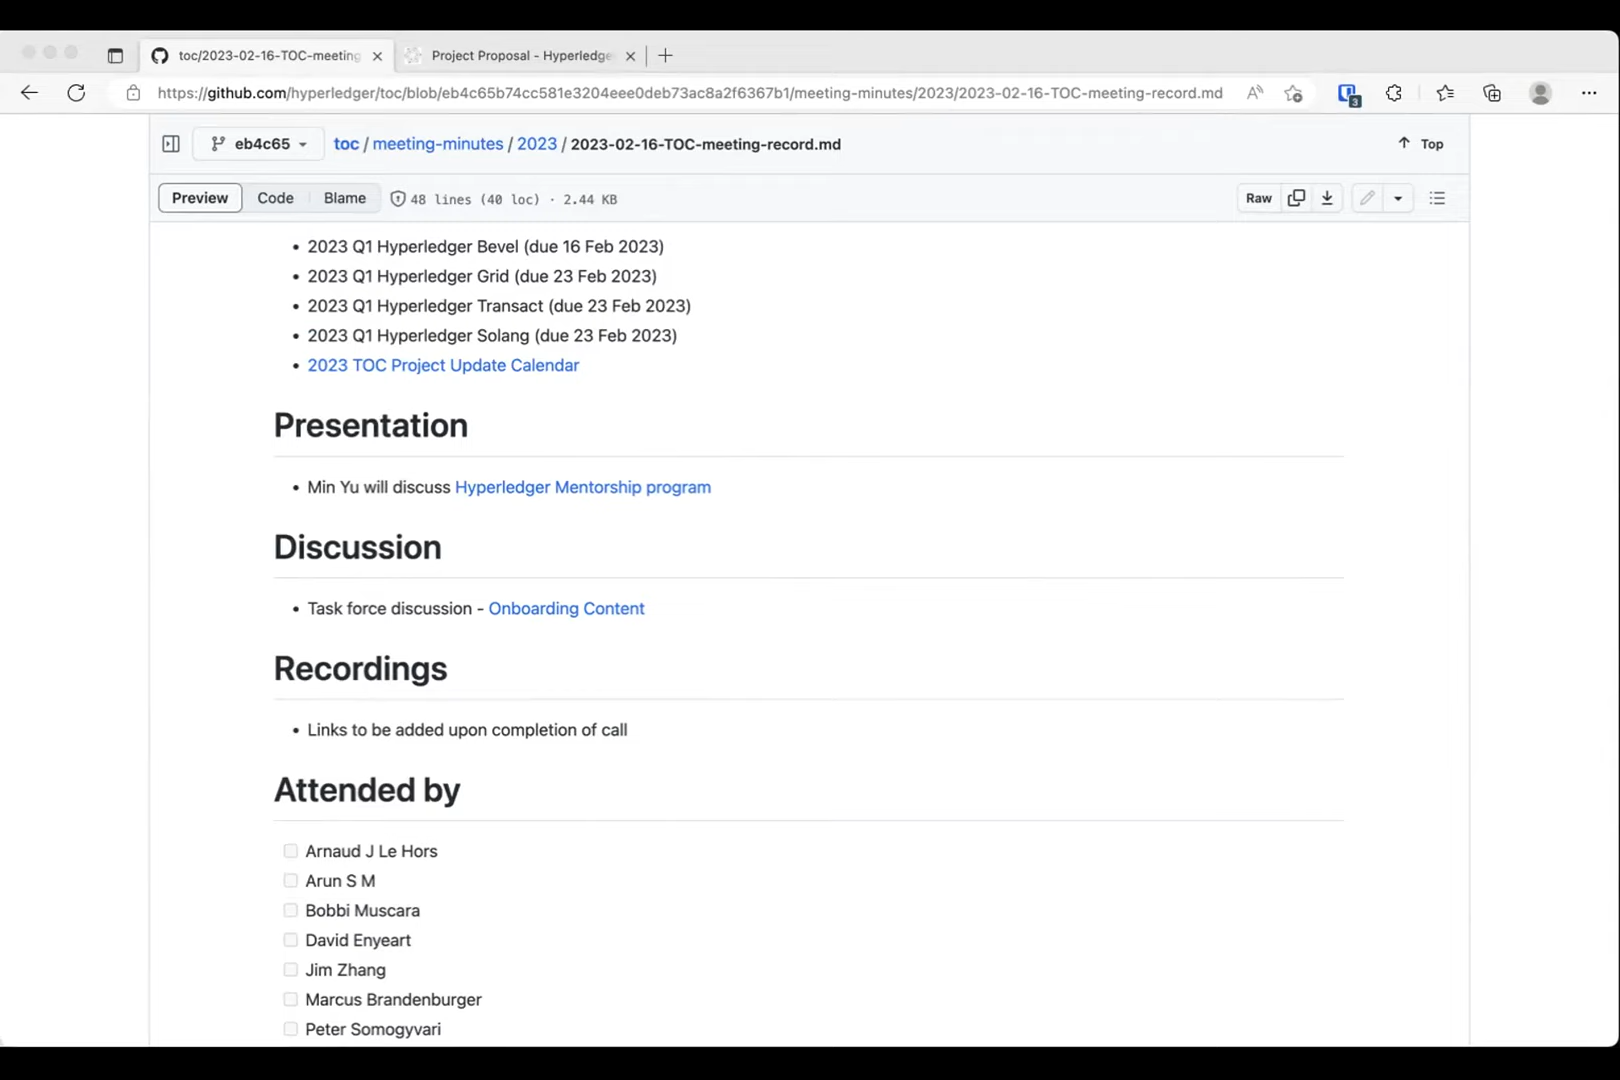 toc/2023-02-16-TOC-meeting
Project Proposal - Hyperledge
https://github.com/hyperledger/toc/blob/eb4c65b74cc581e3204eee0deb73ac8a2f6367b1/meeting-minutes/2023/2023-02-16-TOC-meeting-record.md
3
eb4c65 toc / meeting-minutes / 2023 / 2023-02-16-TOC-meeting-record.md Top
Preview Code Blame 48 lines (40 loc) · 2.44 KB Raw
• 2023 Q1 Hyperledger Bevel (due 16 Feb 2023)
• 2023 Q1 Hyperledger Grid (due 23 Feb 2023)
• 2023 Q1 Hyperledger Transact (due 23 Feb 2023)
• 2023 Q1 Hyperledger Solang (due 23 Feb 2023)
• 2023 TOC Project Update Calendar
Presentation
• Min Yu will discuss Hyperledger Mentorship program
Discussion
• Task force discussion - Onboarding Content
Recordings
• Links to be added upon completion of call
Attended by
Arnaud J Le Hors
Arun S M
Bobbi Muscara
David Enyeart
Jim Zhang
Marcus Brandenburger
Peter Somogyvari